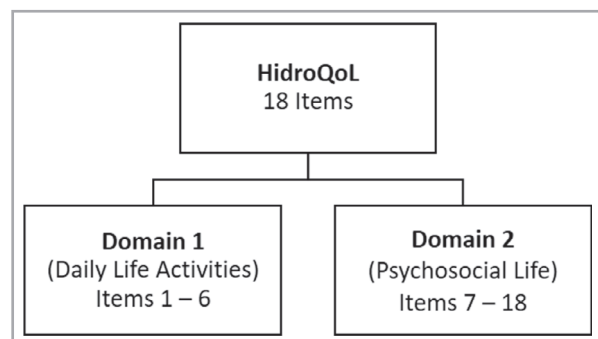 HidroQoL
18 Items
Domain 1
(Daily Life Activities)
Items 1 – 6
Domain 2
(Psychosocial Life)
Items 7 – 18